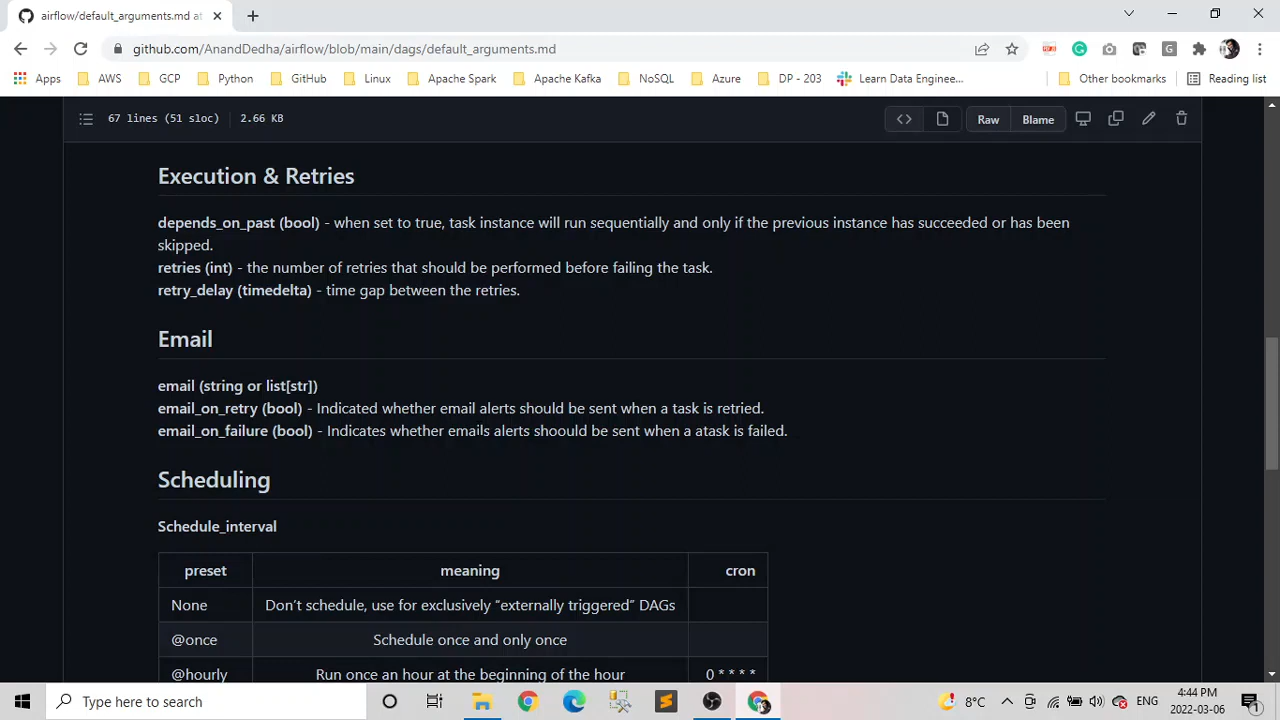 airflow/default_arguments.md at
github.com/AnandDedha/airflow/blob/main/dags/default_arguments.md
Apps AWS GCP Python GitHub Linux Apache Spark Apache Kafka NoSQL Azure DP - 203 Learn Data Enginee... Other bookmarks Reading list
67 lines (51 sloc) 2.66 KB Raw Blame
Execution & Retries
depends_on_past (bool) - when set to true, task instance will run sequentially and only if the previous instance has succeeded or has been
skipped.
retries (int) - the number of retries that should be performed before failing the task.
retry_delay (timedelta) - time gap between the retries.
Email
email (string or list[str])
email_on_retry (bool) - Indicated whether email alerts should be sent when a task is retried.
email_on_failure (bool) - Indicates whether emails alerts shoould be sent when a atask is failed.
Scheduling
Schedule_interval
preset meaning cron
None Don't schedule, use for exclusively “externally triggered” DAGs
@once Schedule once and only once
@hourly Run once an hour at the beginning of the hour 0 * * * *
Type here to search 8°C ENG 4:44 PM
2022-03-06